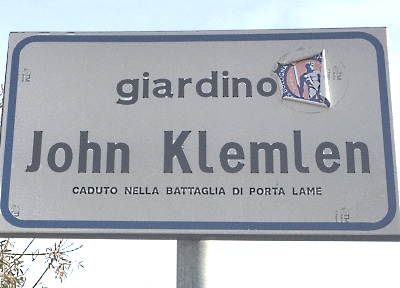 giardino
John Klemlen
CADUTO NELLA BATTAGLIA DI PORTA LAME